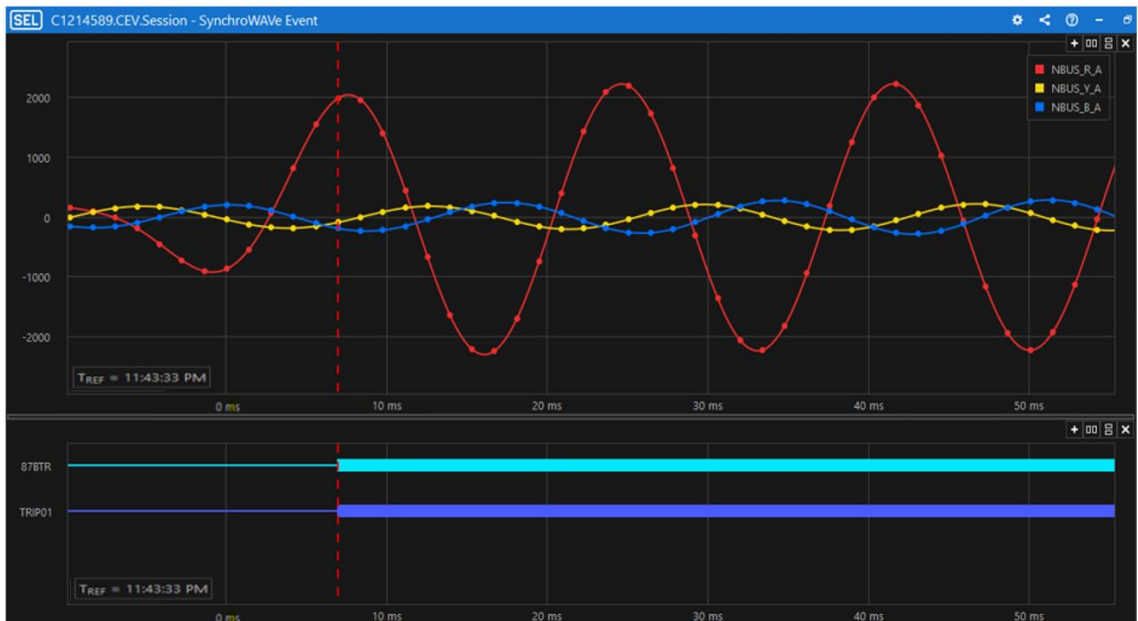 SEL C1214589.CEV.Session - SynchroWAVe Event
NBUS_R_A
NBUS_Y_A
NBUS_B_A
2000
1000
0
-1000
-2000
TREF = 11:43:33 PM
0 ms 10 ms 20 ms 30 ms 40 ms 50 ms
87BTR
TRIP01
TREF = 11:43:33 PM
0 ms 10 ms 20 ms 30 ms 40 ms 50 ms